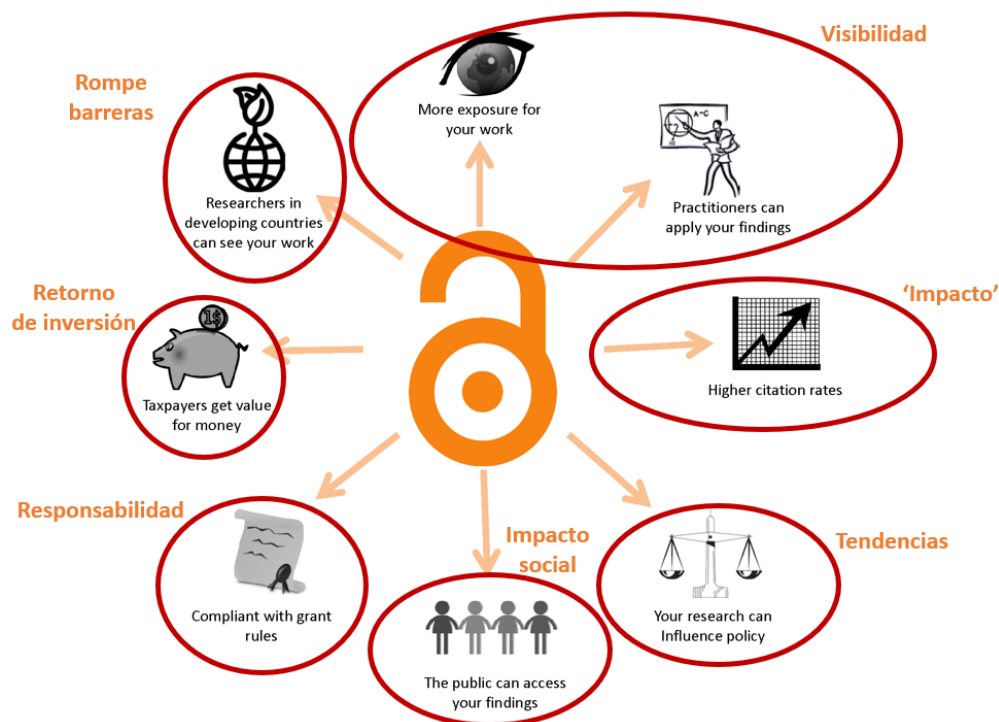 Visibilidad
More exposure for
your work
A-C
Practitioners can
apply your findings
Rompe
barreras
Researchers in
developing countries
can see your work
Retorno
de inversión
1$
Taxpayers get value
for money
'Impacto'
Higher citation rates
Responsabilidad
Compliant with grant
rules
Impacto
social
The public can access
your findings
Tendencias
Your research can
Influence policy